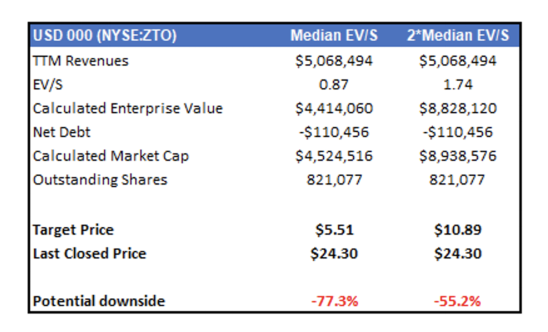 USD 000 (NYSE:ZTO) Median EV/S 2*Median EV/S
TTM Revenues $5,068,494 $5,068,494
EV/S 0.87 1.74
Calculated Enterprise Value $4,414,060 $8,828,120
Net Debt -$110,456 -$110,456
Calculated Market Cap $4,524,516 $8,938,576
Outstanding Shares 821,077 821,077
Target Price $5.51 $10.89
Last Closed Price $24.30 $24.30
Potential downside -77.3% -55.2%